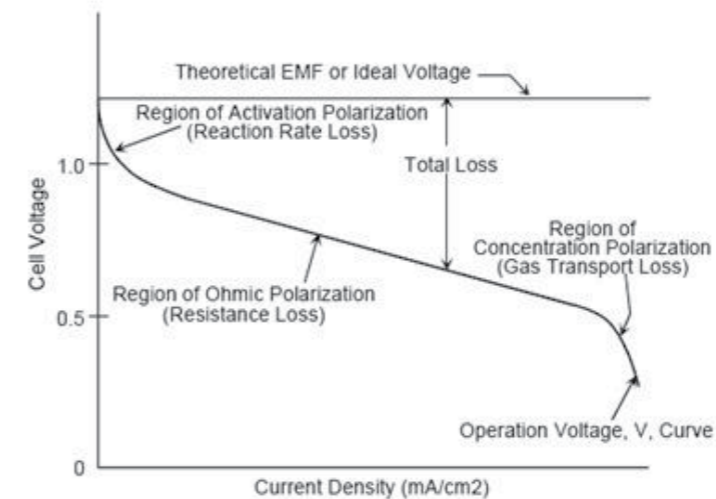 Theoretical EMF or Ideal Voltage
Region of Activation Polarization
(Reaction Rate Loss)
1.0
Total Loss
Cell Voltage
Region of
Concentration Polarization
(Gas Transport Loss)
Region of Ohmic Polarization
(Resistance Loss)
0.5
Operation Voltage, V, Curve
0
Current Density (mA/cm2)